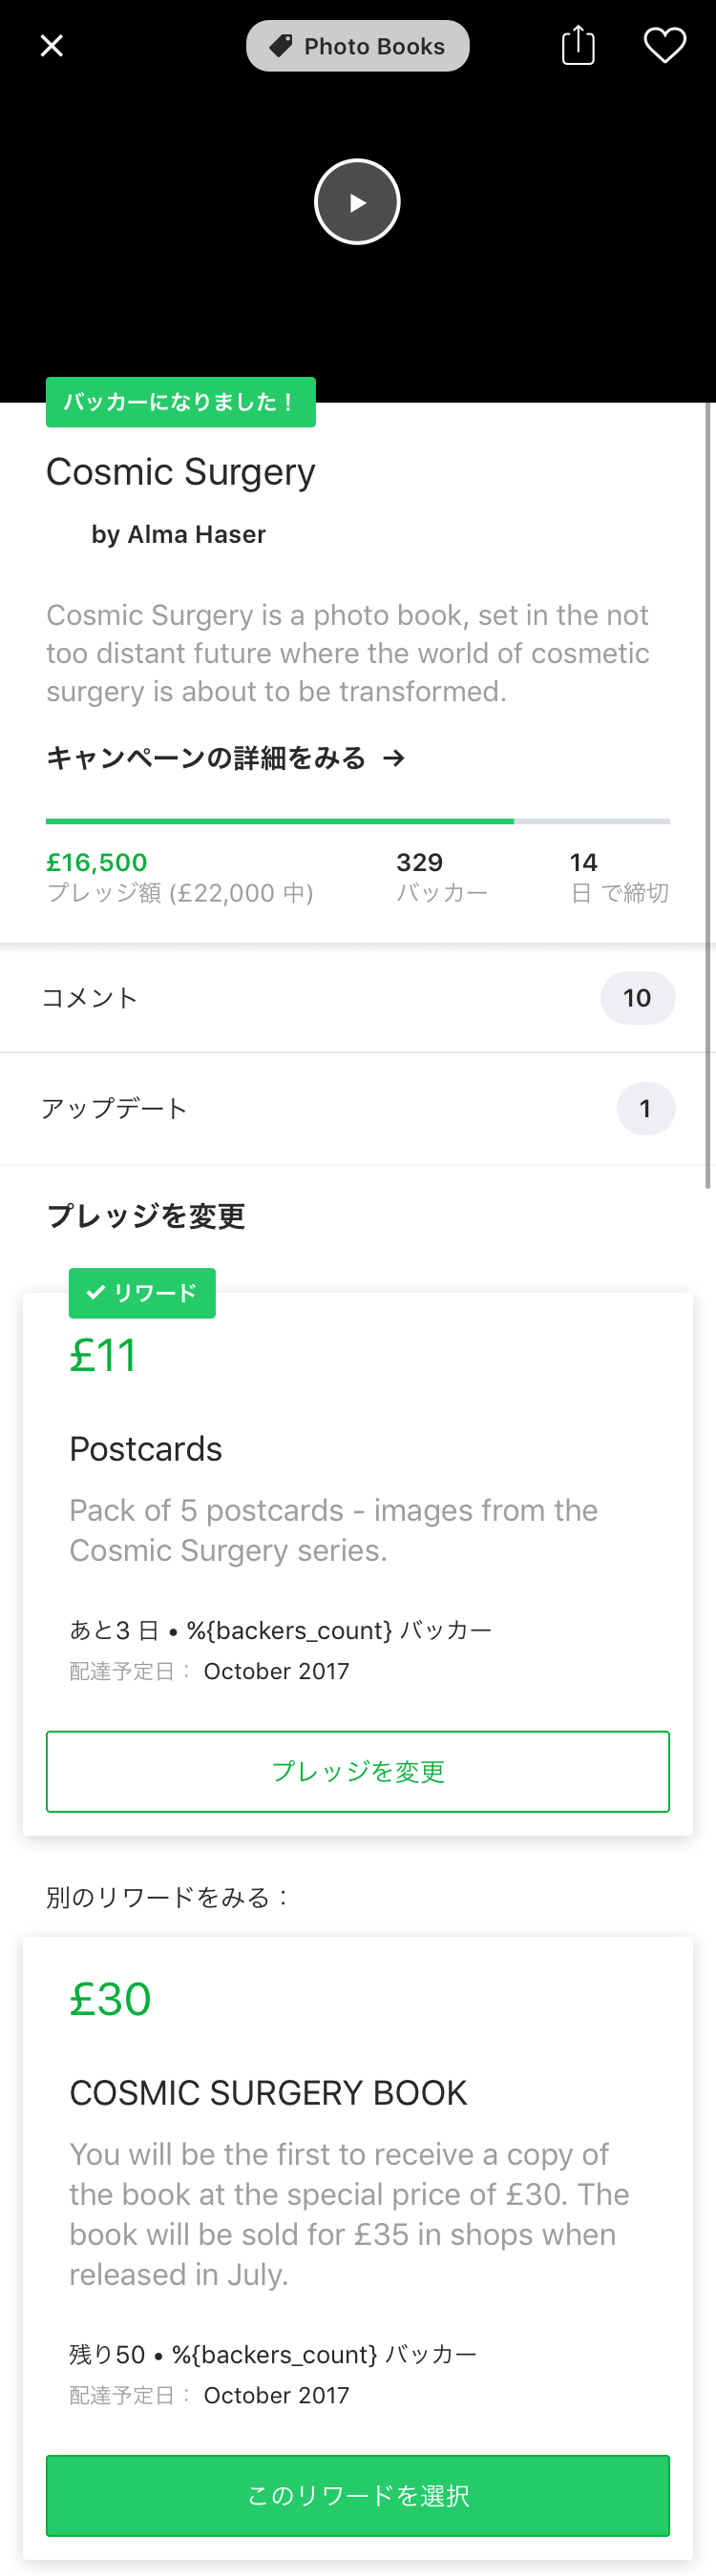 Photo Books
バッカーになりました！
Cosmic Surgery
by Alma Haser
Cosmic Surgery is a photo book, set in the not
too distant future where the world of cosmetic
surgery is about to be transformed.
キャンペーンの詳細をみる →
£16,500 329 14
プレッジ額 (£22,000 中) バッカー 日 で締切
コメント 10
アップデート 1
プレッジを変更
✓ リワード
£11
Postcards
Pack of 5 postcards - images from the
Cosmic Surgery series.
あと3 日 • %{backers_count} バッカー
配達予定日： October 2017
プレッジを変更
別のリワードをみる：
£30
COSMIC SURGERY BOOK
You will be the first to receive a copy of
the book at the special price of £30. The
book will be sold for £35 in shops when
released in July.
残り50 • %{backers_count} バッカー
配達予定日： October 2017
このリワードを選択